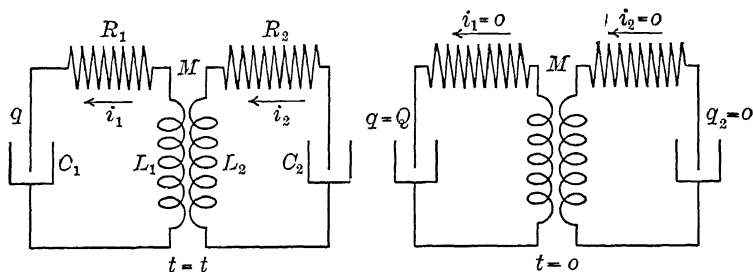 R₁
M
R₂
i₁
i₂
q
C₁
L₁
L₂
C₂
t = t
i₁=o
i₂=o
M
q=Q
q₂=o
t=o